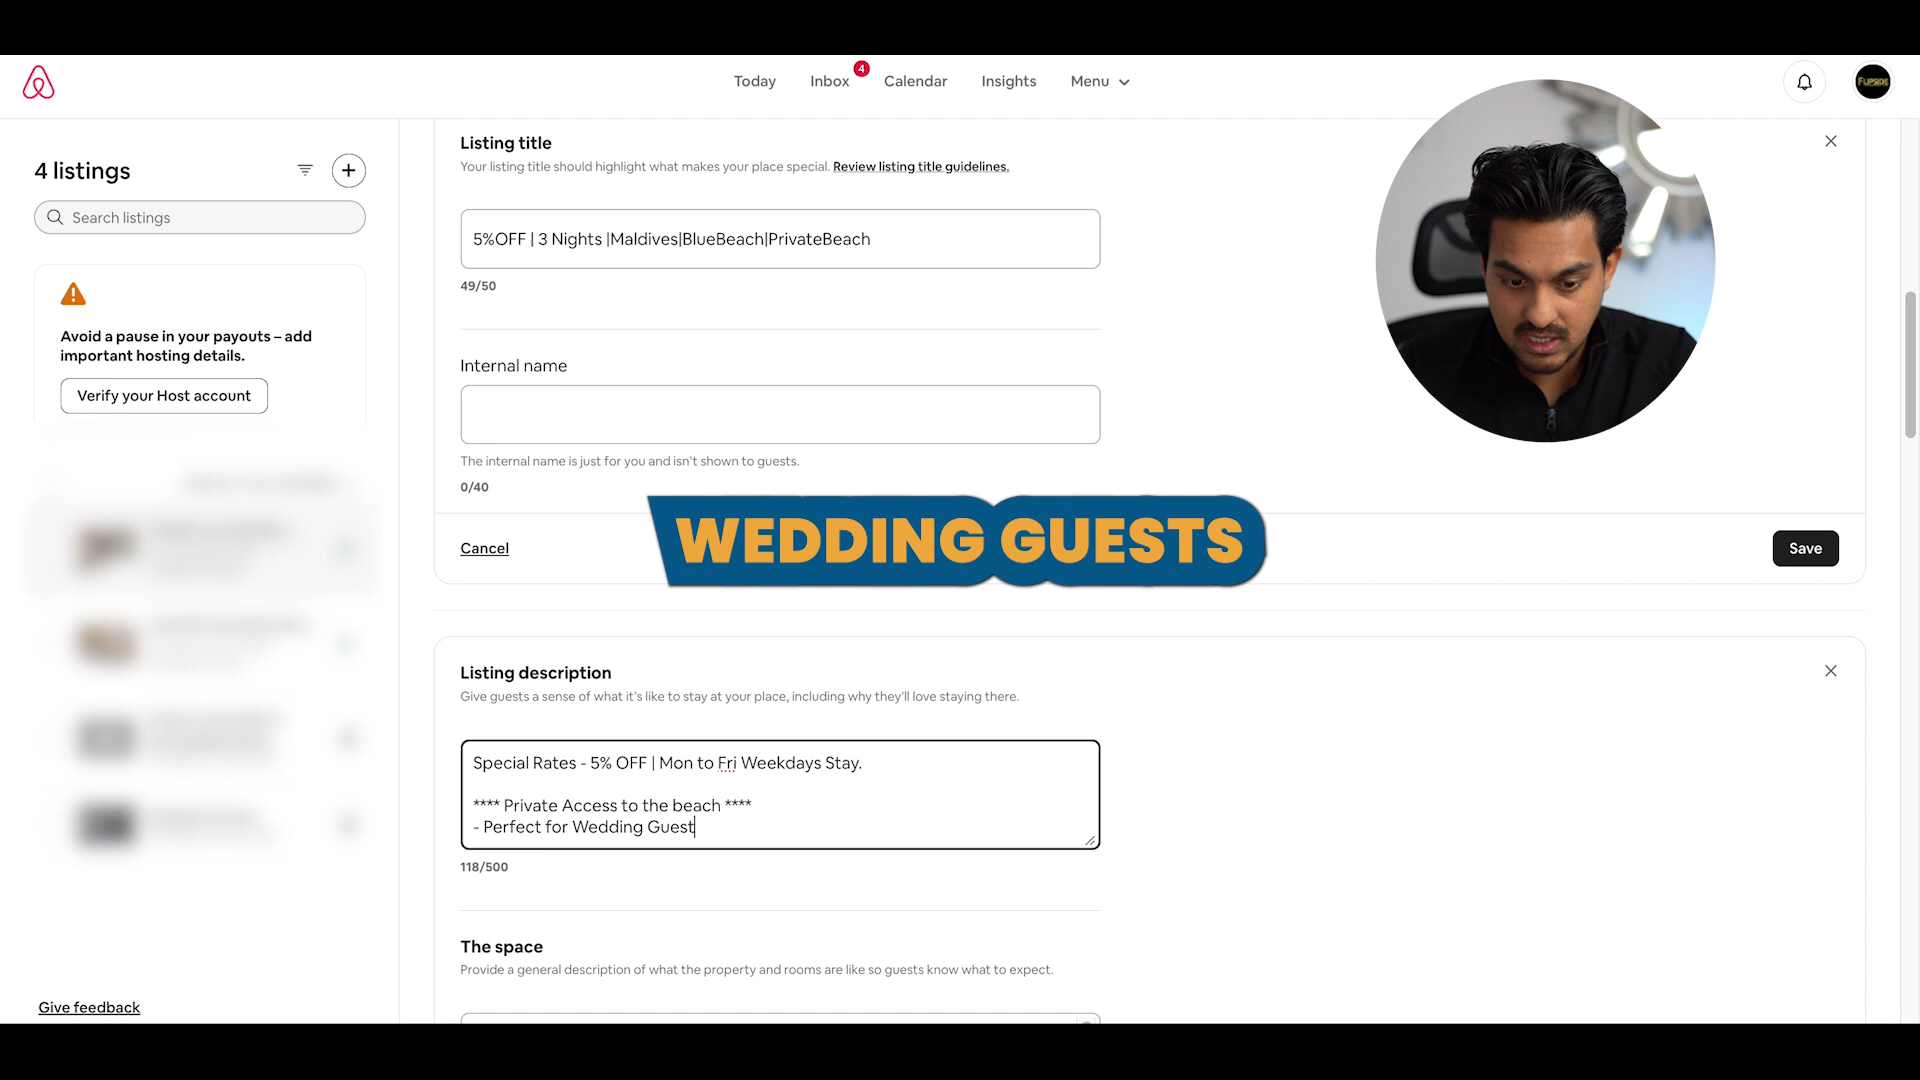 Today
Inbox
4
Calendar
Insights
Menu
FLIPSIDE
4 listings
Search listings
Avoid a pause in your payouts – add
important hosting details.
Verify your Host account
Give feedback
Listing title
Your listing title should highlight what makes your place special. Review listing title guidelines.
5%OFF | 3 Nights |Maldives|BlueBeach|PrivateBeach
49/50
Internal name
The internal name is just for you and isn't shown to guests.
0/40
WEDDING GUESTS
Cancel
Save
Listing description
Give guests a sense of what it's like to stay at your place, including why they'll love staying there.
Special Rates - 5% OFF | Mon to Fri Weekdays Stay.
**** Private Access to the beach ****
- Perfect for Wedding Guest
118/500
The space
Provide a general description of what the property and rooms are like so guests know what to expect.